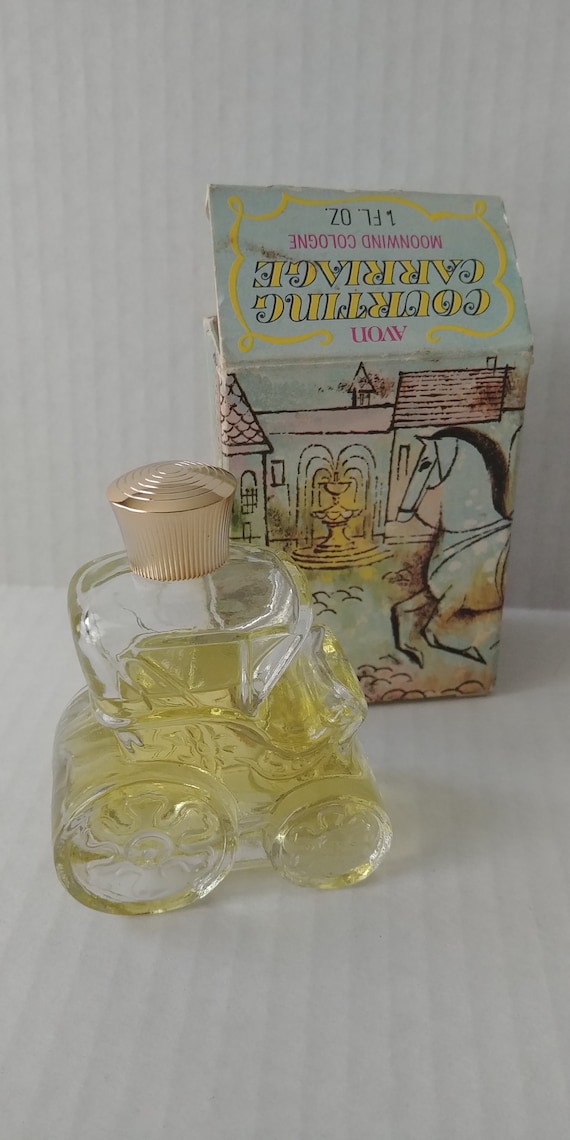 AVON
COURTING
CARRIAGE
MOONWIND COLOGNE
1 FL. OZ.